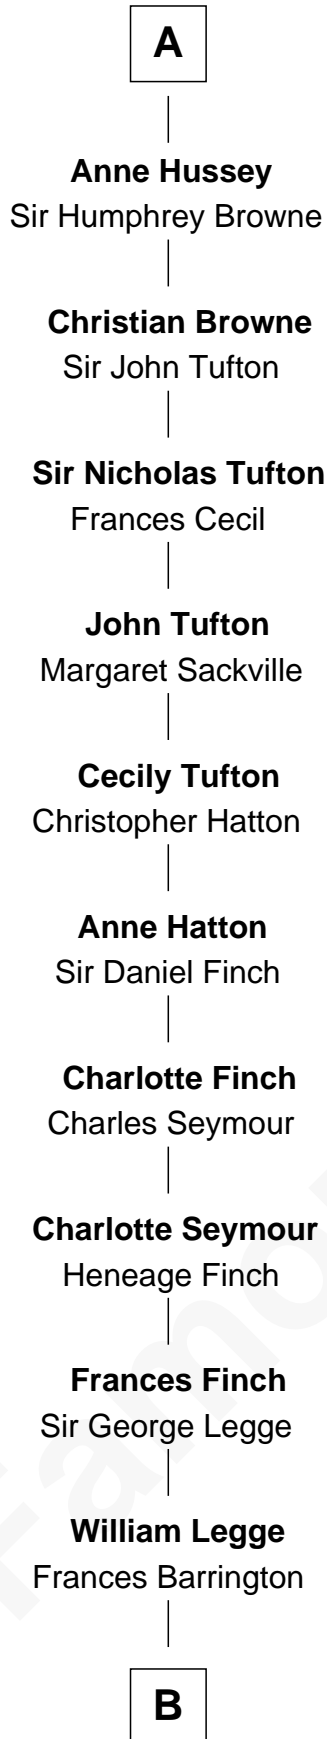 A
Anne Hussey
Sir Humphrey Browne
Christian Browne
Sir John Tufton
Sir Nicholas Tufton
Frances Cecil
John Tufton
Margaret Sackville
Cecily Tufton
Christopher Hatton
Anne Hatton
Sir Daniel Finch
Charlotte Finch
Charles Seymour
Charlotte Seymour
Heneage Finch
Frances Finch
Sir George Legge
William Legge
Frances Barrington
B